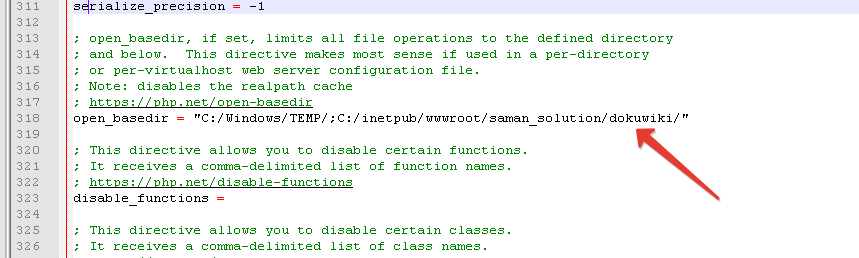 311 serialize_precision = -1
312
313 ; open_basedir, if set, limits all file operations to the defined directory
314 ; and below.  This directive makes most sense if used in a per-directory
315 ; or per-virtualhost web server configuration file.
316 ; Note: disables the realpath cache
317 ; https://php.net/open-basedir
318 open_basedir = "C:/Windows/TEMP/;C:/inetpub/wwwroot/saman_solution/dokuwiki/"
319
320 ; This directive allows you to disable certain functions.
321 ; It receives a comma-delimited list of function names.
322 ; https://php.net/disable-functions
323 disable_functions =
324
325 ; This directive allows you to disable certain classes.
326 ; It receives a comma-delimited list of class names.